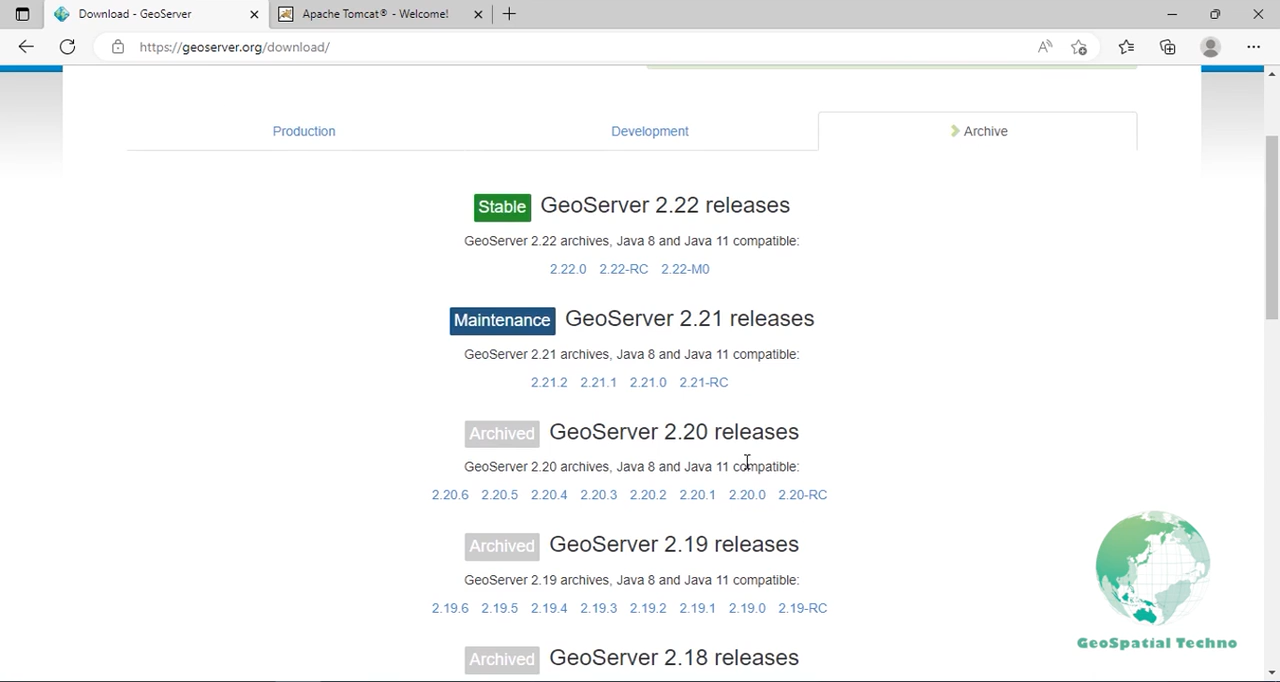 Download - GeoServer
Apache Tomcat® - Welcome!
https://geoserver.org/download/
Production
Development
Archive
Stable GeoServer 2.22 releases
GeoServer 2.22 archives, Java 8 and Java 11 compatible:
2.22.0 2.22-RC 2.22-M0
Maintenance GeoServer 2.21 releases
GeoServer 2.21 archives, Java 8 and Java 11 compatible:
2.21.2 2.21.1 2.21.0 2.21-RC
Archived GeoServer 2.20 releases
GeoServer 2.20 archives, Java 8 and Java 11 compatible:
2.20.6 2.20.5 2.20.4 2.20.3 2.20.2 2.20.1 2.20.0 2.20-RC
Archived GeoServer 2.19 releases
GeoServer 2.19 archives, Java 8 and Java 11 compatible:
2.19.6 2.19.5 2.19.4 2.19.3 2.19.2 2.19.1 2.19.0 2.19-RC
Archived GeoServer 2.18 releases
GeoSpatial Techno